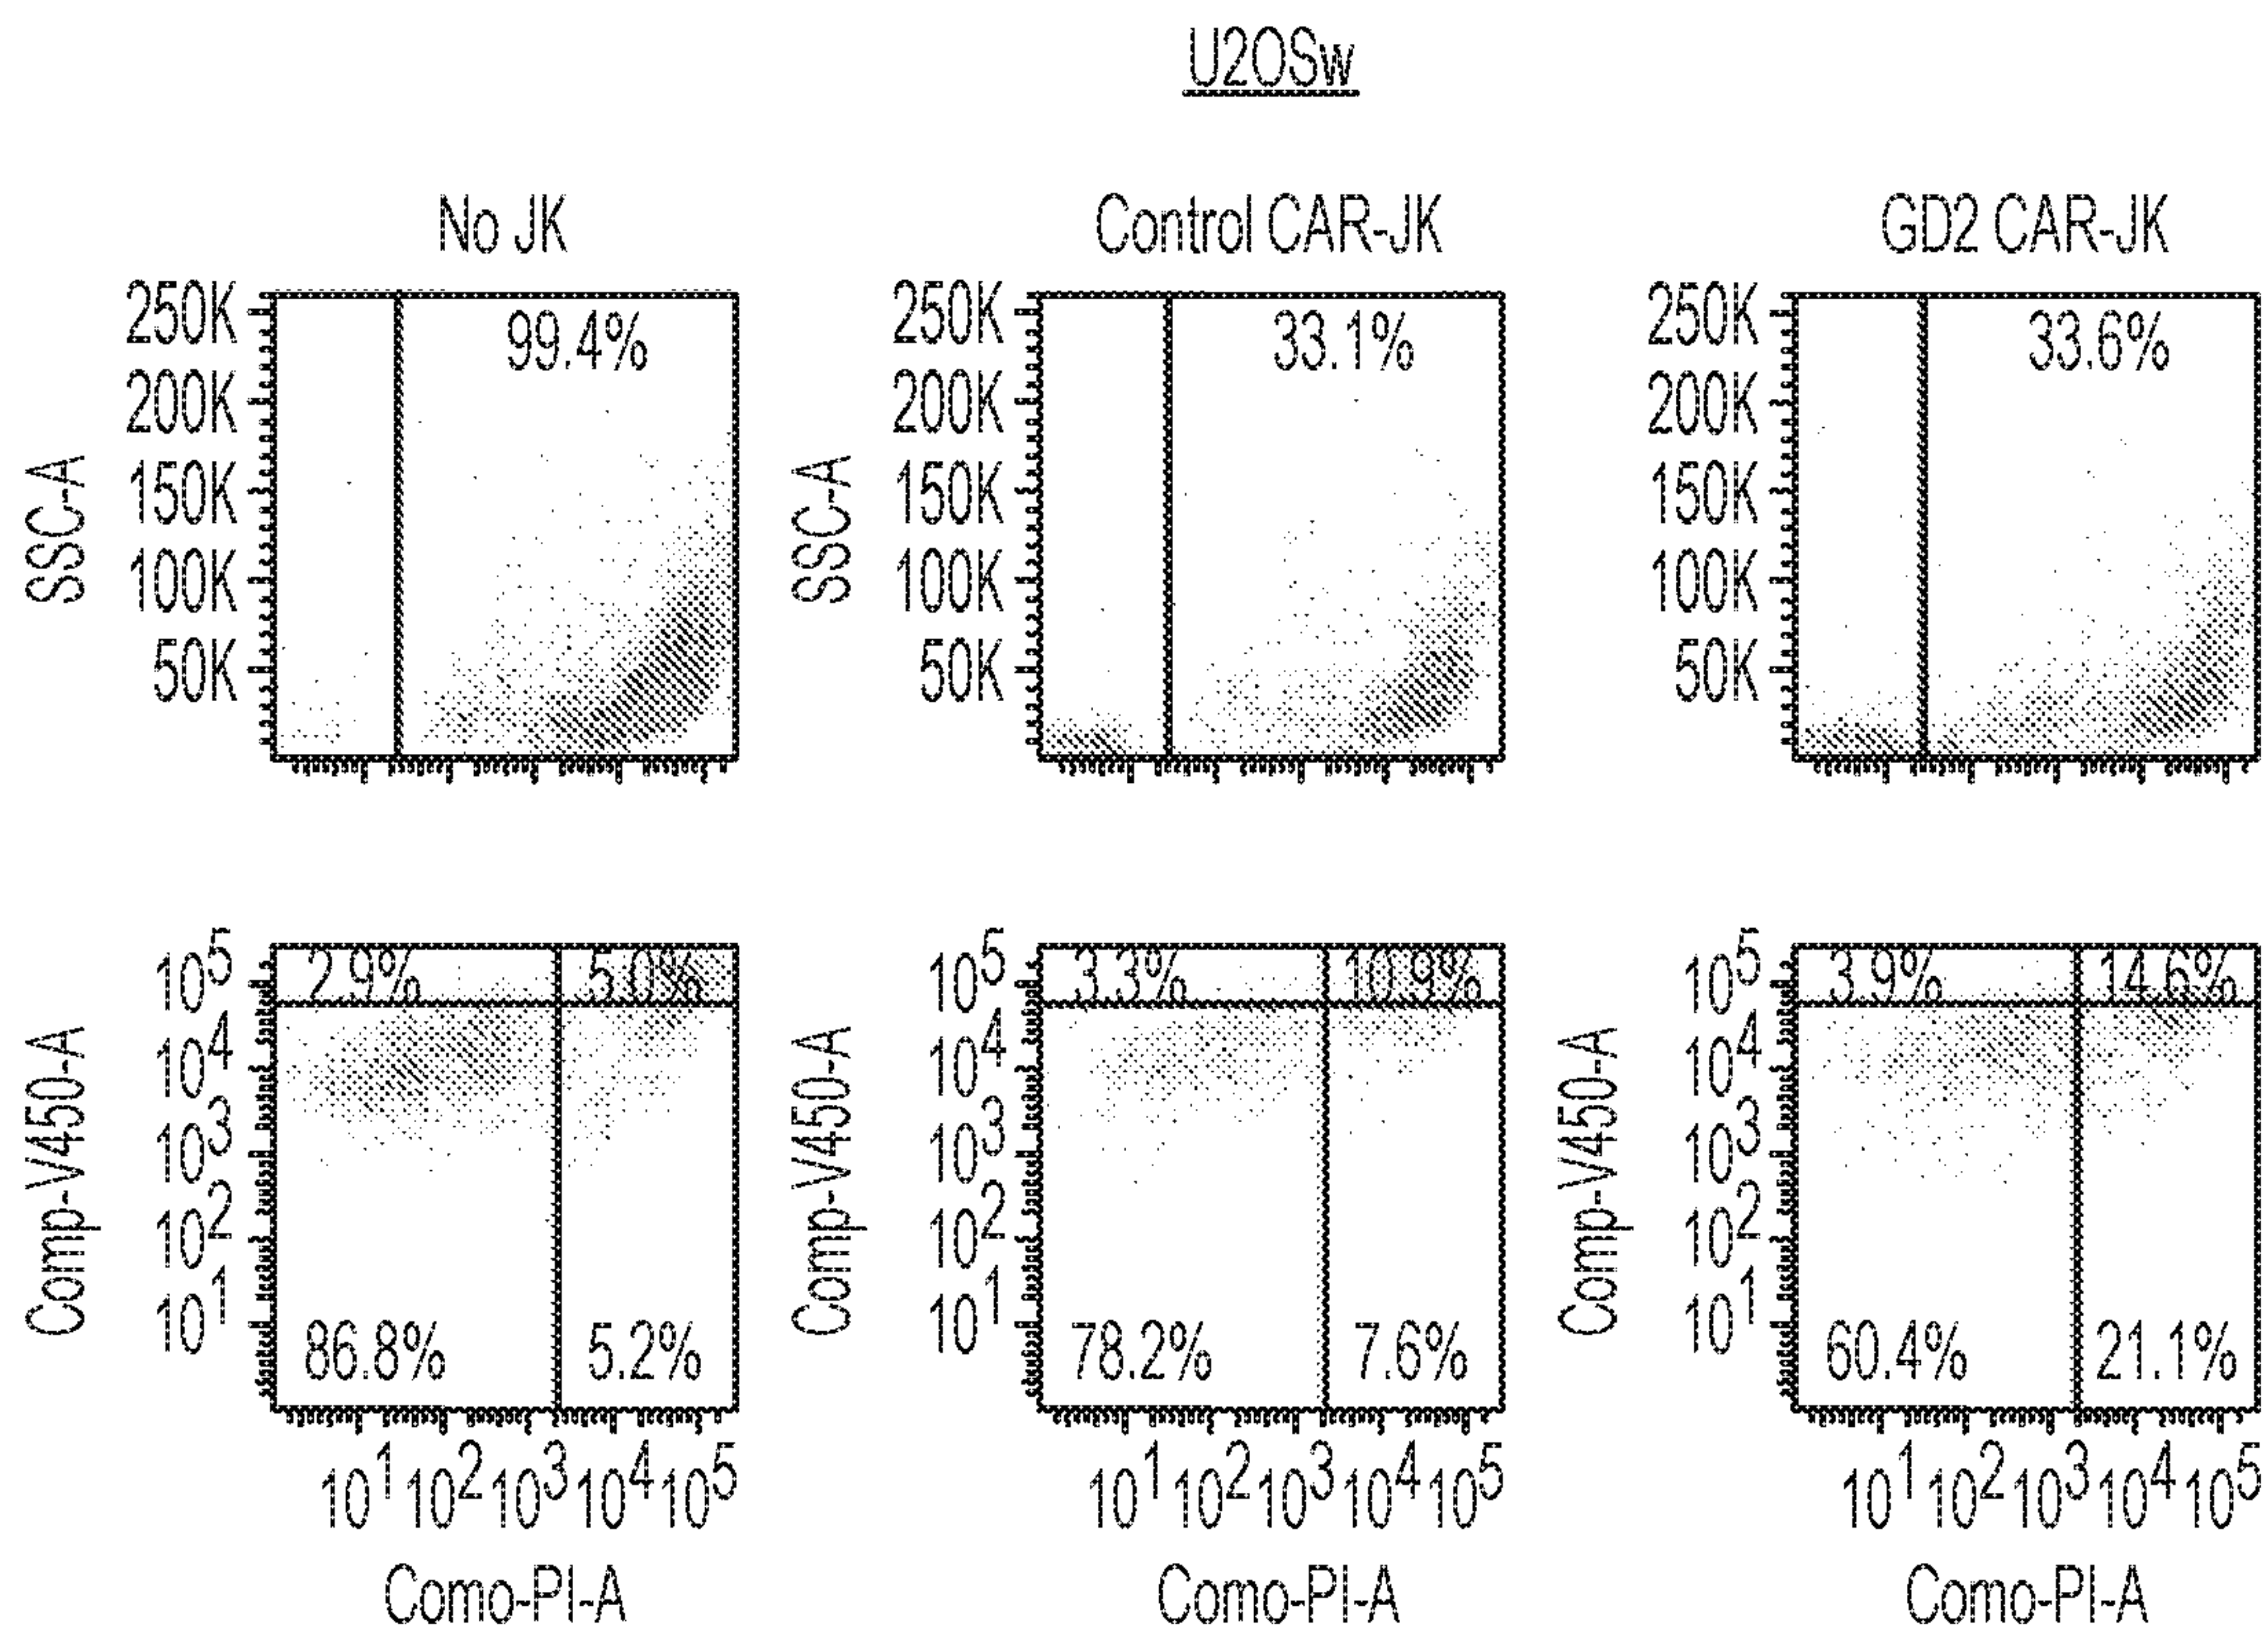 U2OSw
No JK
Control CAR-JK
GD2 CAR-JK
SSC-A
250K
200K
150K
100K
50K
99.4%
SSC-A
250K
200K
150K
100K
50K
33.1%
250K
200K
150K
100K
50K
33.6%
Comp-V450-A
10^5
10^4
10^3
10^2
10^1
2.9%
5.0%
86.8%
5.2%
10^1 10^2 10^3 10^4 10^5
Como-PI-A
Comp-V450-A
10^5
10^4
10^3
10^2
10^1
3.3%
10.9%
78.2%
7.6%
10^1 10^2 10^3 10^4 10^5
Como-PI-A
Comp-V450-A
10^5
10^4
10^3
10^2
10^1
3.9%
14.6%
60.4%
21.1%
10^1 10^2 10^3 10^4 10^5
Como-PI-A